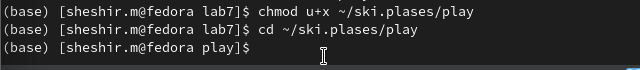 (base) [sheshir.m@fedora lab7]$ chmod u+x ~/ski.plases/play
(base) [sheshir.m@fedora lab7]$ cd ~/ski.plases/play
(base) [sheshir.m@fedora play]$